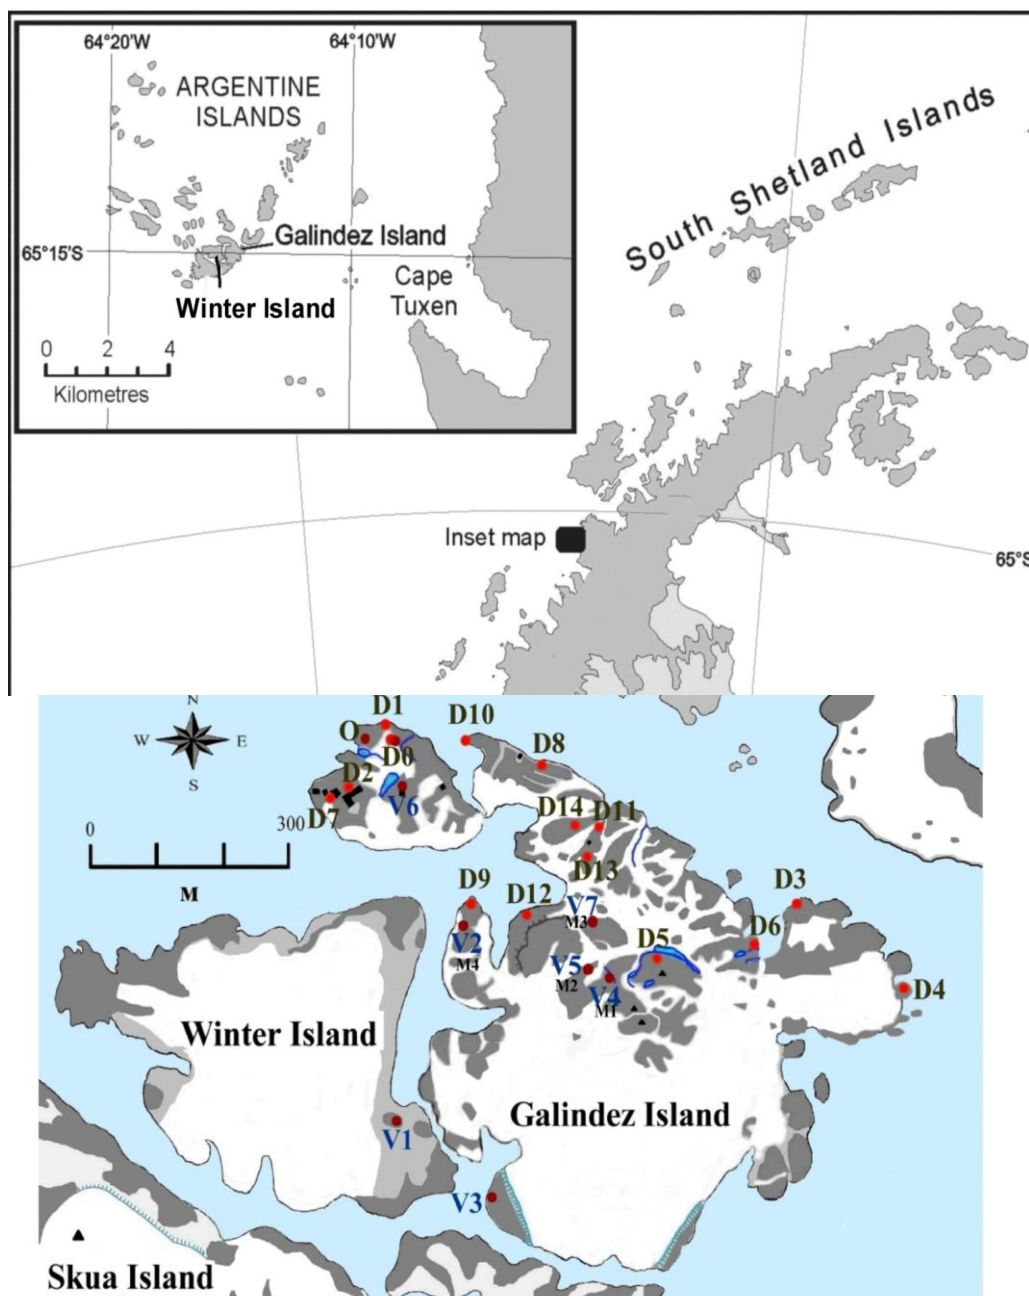 64°20'W 64°10'W
ARGENTINE
ISLANDS
South Shetland Islands
Galindez Island
65°15'S
Cape
Tuxen
Winter Island
0 2 4
Kilometres
Inset map
65°S
N
W E
S
D1
O
D0
D10
D8
D2
V6
D7
0 300
M
D14 D11
D13
D9
D12
V7
M3
D3
V2
M4
D6
D5
V5
M2
V4
M1
D4
Winter Island
Galindez Island
V1
V3
Skua Island